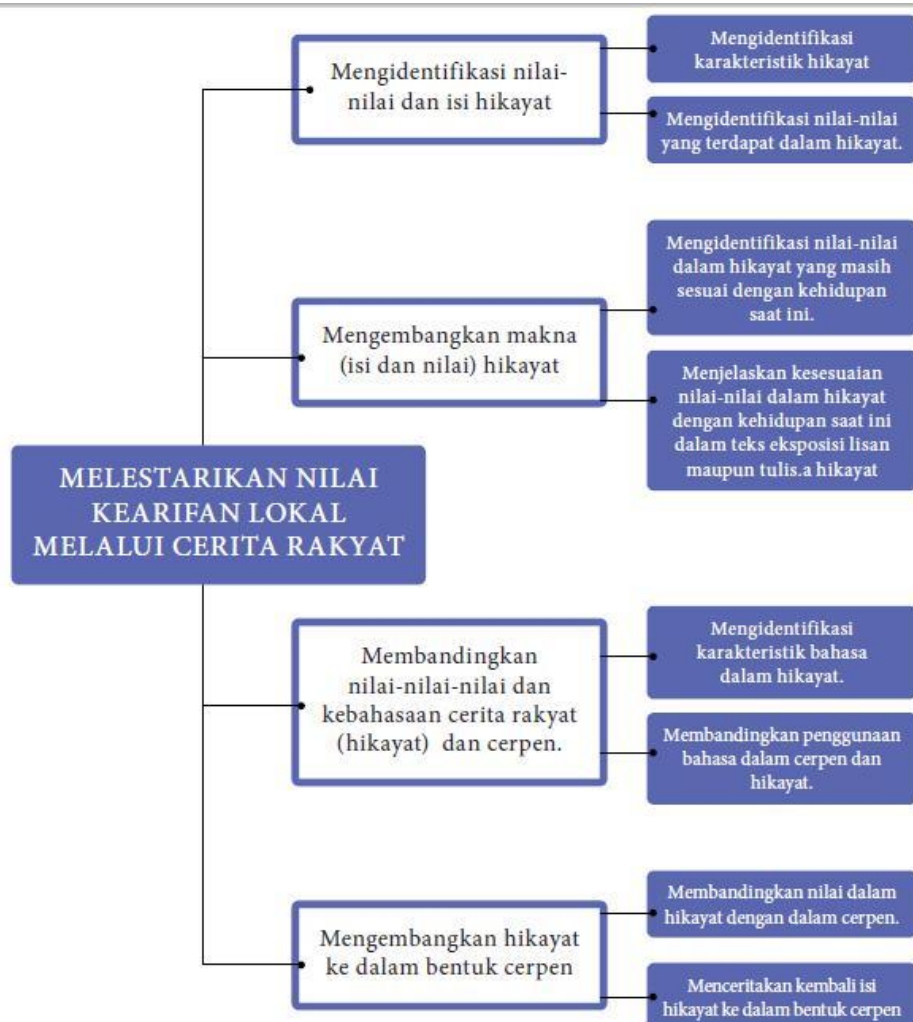 Mengidentifikasi nilai-
nilai dan isi hikayat
Mengidentifikasi
karakteristik hikayat
Mengidentifikasi nilai-nilai
yang terdapat dalam hikayat.
Mengembangkan makna
(isi dan nilai) hikayat
Mengidentifikasi nilai-nilai
dalam hikayat yang masih
sesuai dengan kehidupan
saat ini.
Menjelaskan kesesuaian
nilai-nilai dalam hikayat
dengan kehidupan saat ini
dalam teks eksposisi lisan
maupun tulis.a hikayat
MELESTARIKAN NILAI
KEARIFAN LOKAL
MELALUI CERITA RAKYAT
Membandingkan
nilai-nilai-nilai dan
kebahasaan cerita rakyat
(hikayat) dan cerpen.
Mengidentifikasi
karakteristik bahasa
dalam hikayat.
Membandingkan penggunaan
bahasa dalam cerpen dan
hikayat.
Mengembangkan hikayat
ke dalam bentuk cerpen
Membandingkan nilai dalam
hikayat dengan dalam cerpen.
Menceritakan kembali isi
hikayat ke dalam bentuk cerpen